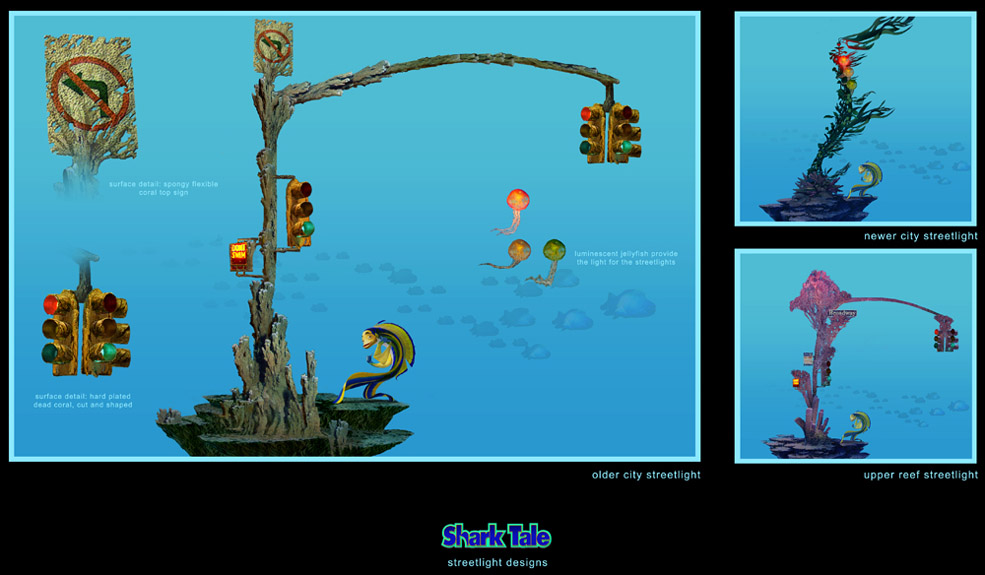 surface detail: spongy flexible
coral top sign
DON'T
SWIM
luminescent jellyfish provide
the light for the streetlights
surface detail: hard plated
dead coral, cut and shaped
older city streetlight
newer city streetlight
Broadway
upper reef streetlight
Shark Tale
streetlight designs